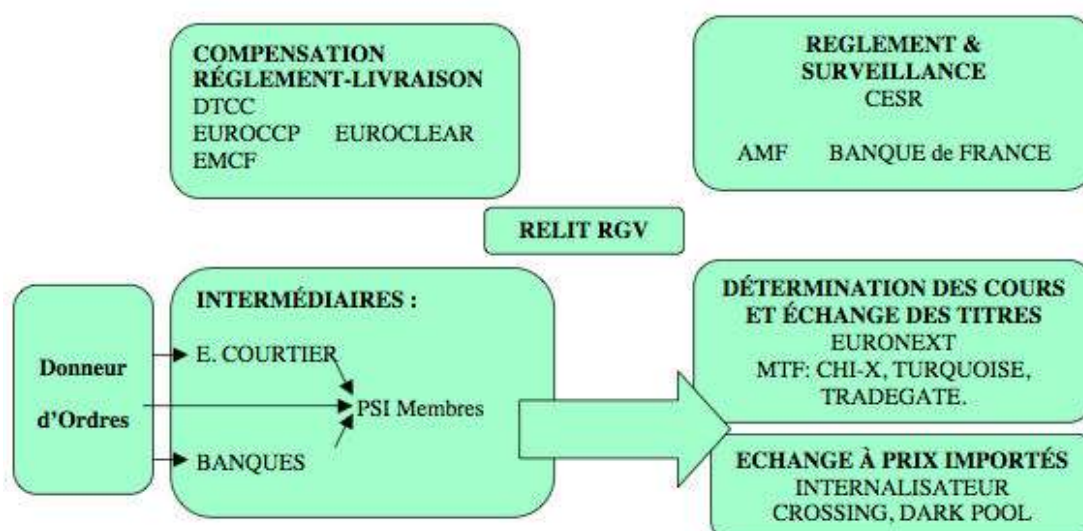 COMPENSATION
RÉGLEMENT-LIVRAISON
DTCC
EUROCCP EUROCLEAR
EMCF
REGLEMENT &
SURVEILLANCE
CESR
AMF BANQUE de FRANCE
RELIT RGV
Donneur
d'Ordres
INTERMÉDIAIRES :
E. COURTIER
PSI Membres
BANQUES
DÉTERMINATION DES COURS
ET ÉCHANGE DES TITRES
EURONEXT
MTF: CHI-X, TURQUOISE,
TRADEGATE.
ECHANGE À PRIX IMPORTÉS
INTERNALISATEUR
CROSSING, DARK POOL